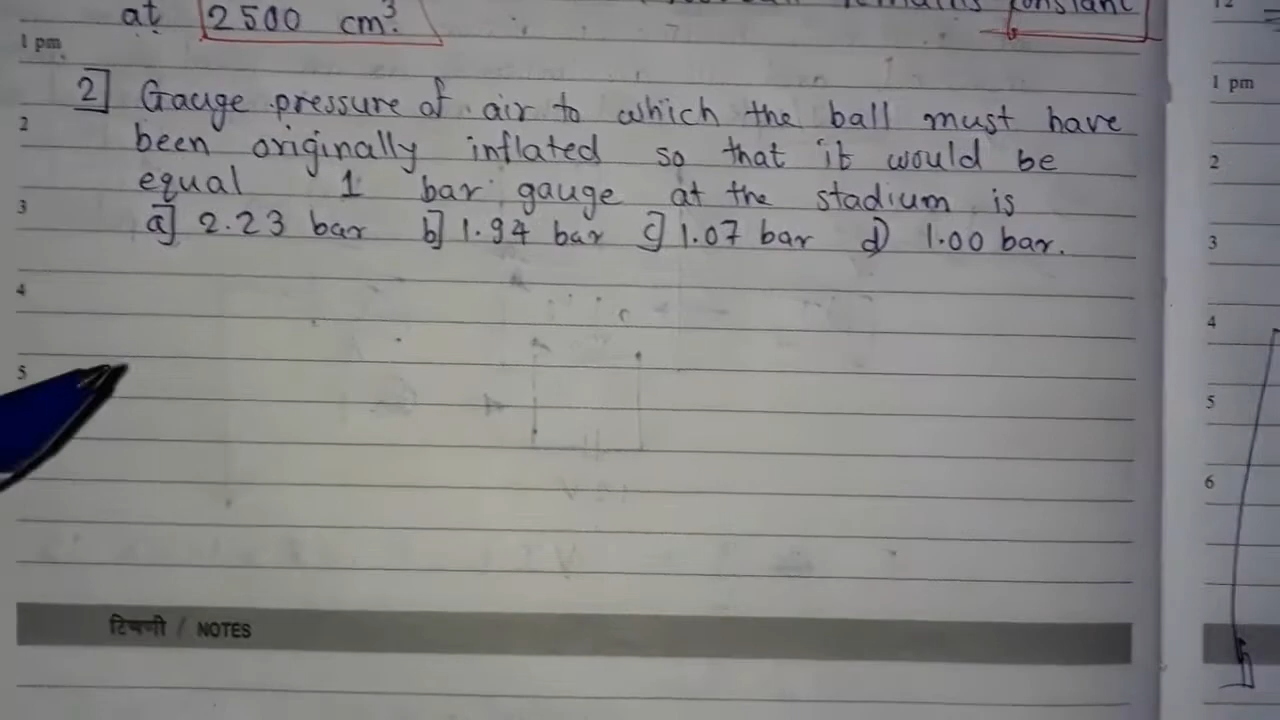 at 2500 cm³.
remains constant
1 pm
2] Gauge pressure of air to which the ball must have
2
been originally inflated so that it would be
equal 1 bar gauge at the stadium is
3
a] 2.23 bar b] 1.94 bar c] 1.07 bar d) 1.00 bar.
4
5
टिप्पणी / NOTES
12
1 pm
2
3
4
5
6